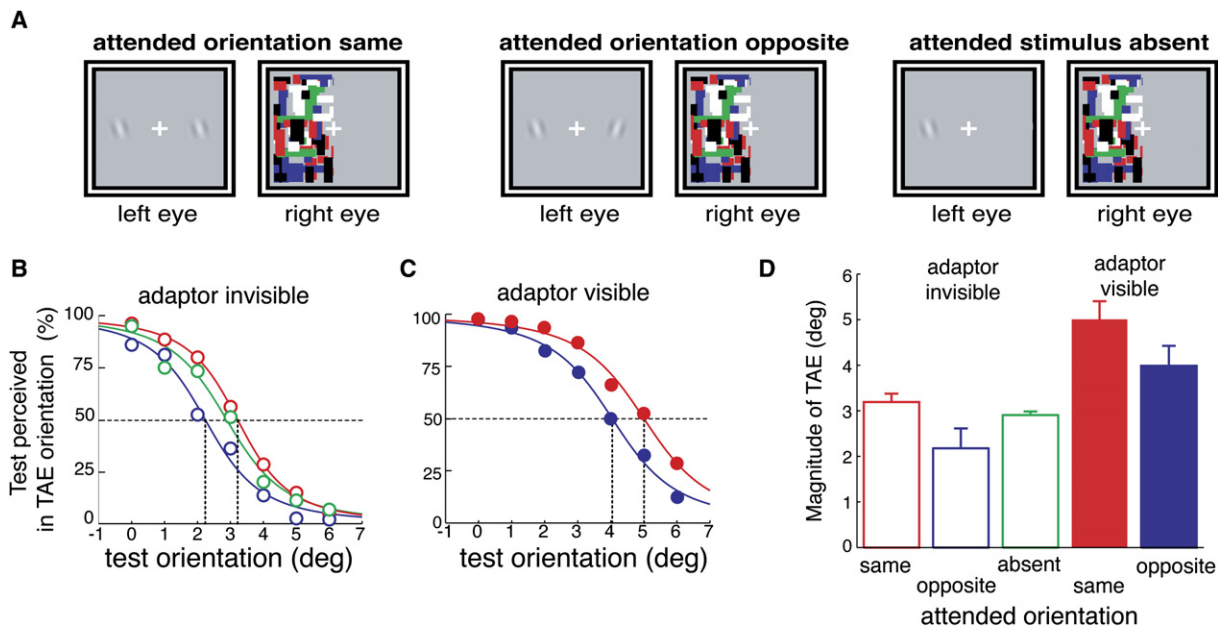 A
attended orientation same
attended orientation opposite
attended stimulus absent
left eye
right eye
left eye
right eye
left eye
right eye
B
adaptor invisible
Test perceived
in TAE orientation (%)
100
75
50
25
0
-1 0 1 2 3 4 5 6 7
test orientation (deg)
C
adaptor visible
100
75
50
25
100
-1 0 1 2 3 4 5 6 7
test orientation (deg)
D
adaptor
invisible
adaptor
visible
Magnitude of TAE (deg)
6
5
4
3
2
1
0
same
opposite
absent
same
opposite
attended orientation